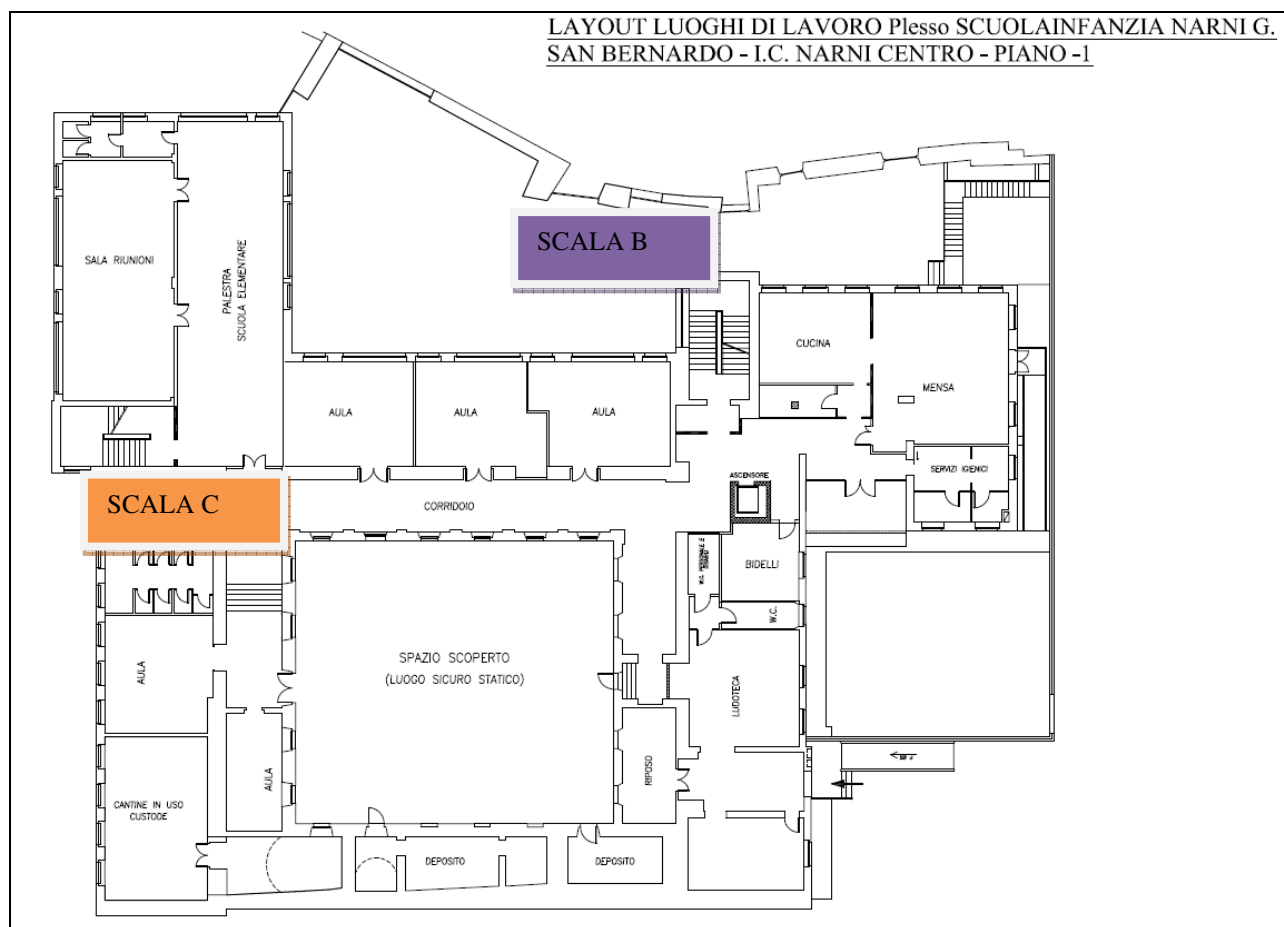 LAYOUT LUOGHI DI LAVORO Plesso SCUOLAINFANZIA NARNI G.
SAN BERNARDO - I.C. NARNI CENTRO - PIANO -1
SCALA B
SALA RIUNIONI
PALESTRA
SCUOLA ELEMENTARE
CUCINA
MENSA
AULA
AULA
AULA
SERVIZI IGIENICI
ASCENSORE
SCALA C
CORRIDOIO
BIDELLI
W.C.
SPAZIO SCOPERTO
(LUOGO SICURO STATICO)
AULA
LUDOTECA
RIPOSO
AULA
CANTINE IN USO
CUSTODE
DEPOSITO
DEPOSITO